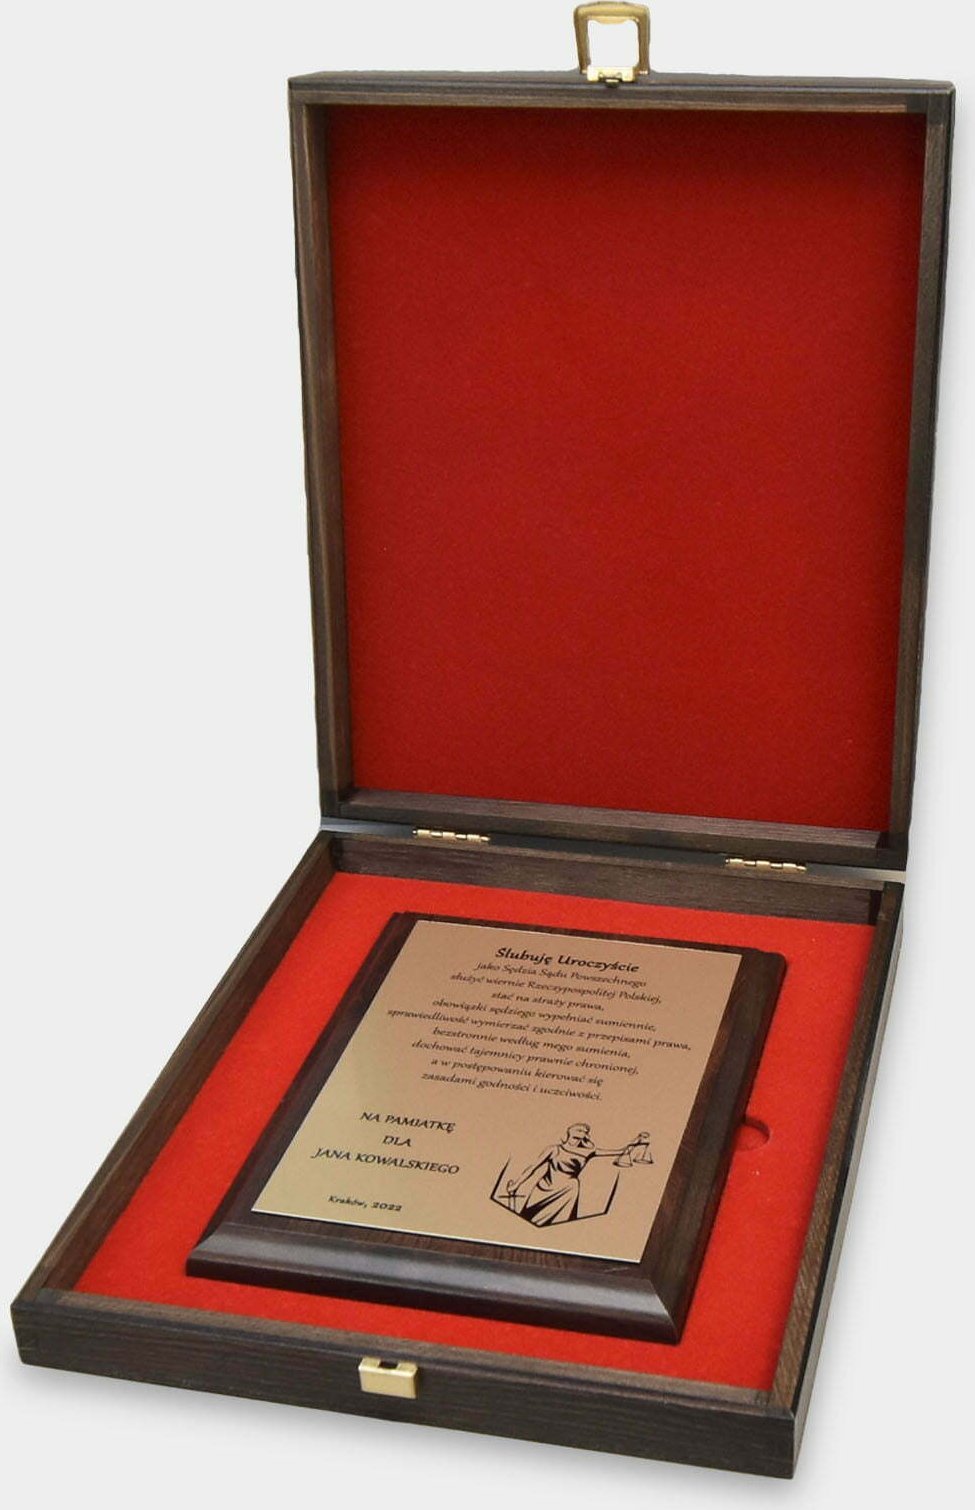 Ślubuję Uroczyście
jako Sędzia Sądu Powszechnego
służyć wiernie Rzeczypospolitej Polskiej,
stać na straży prawa,
obowiązki sędziego wypełniać sumiennie,
sprawiedliwość wymierzać zgodnie z przepisami prawa,
bezstronnie według mego sumienia,
dochować tajemnicy prawnie chronionej,
a w postępowaniu kierować się
zasadami godności i uczciwości.
NA PAMIATKĘ
DLA
JANA KOWALSKIEGO
Kraków, 2022